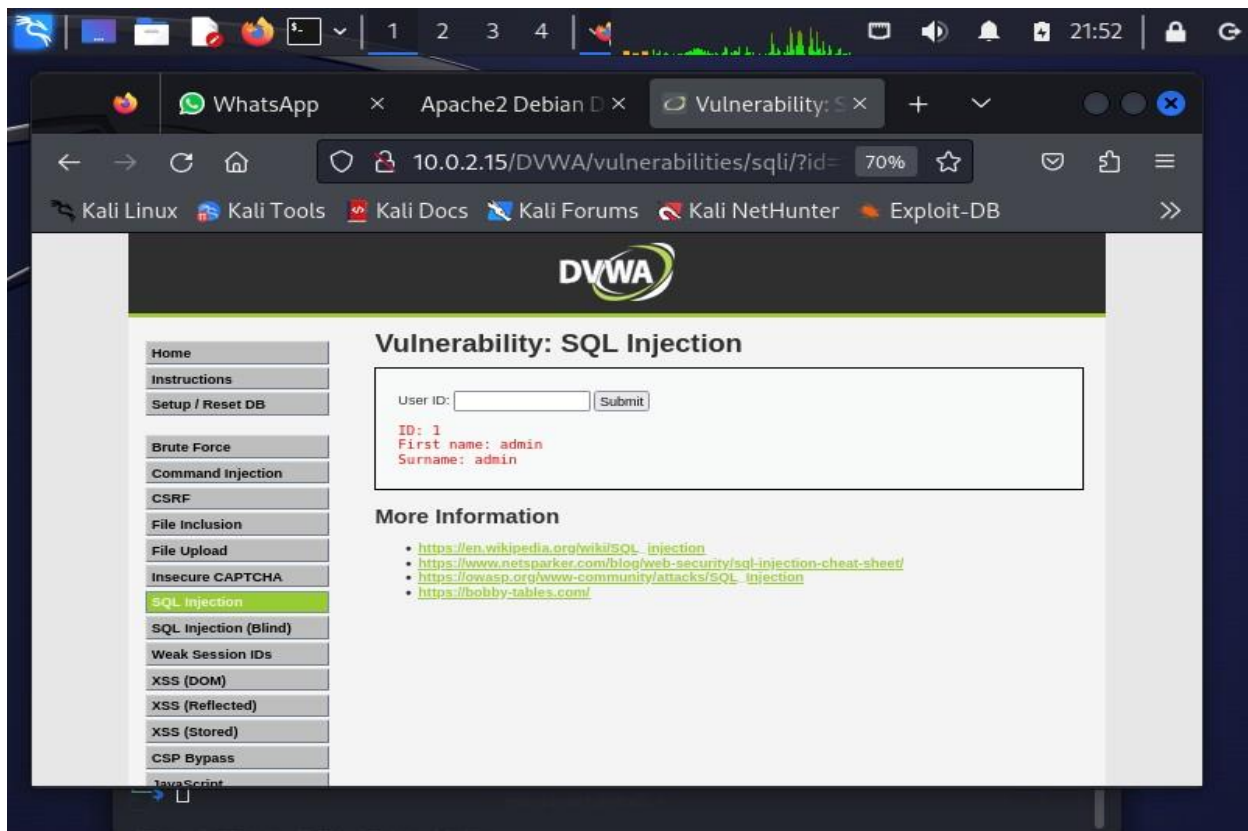 1 2 3 4 21:52
WhatsApp × Apache2 Debian D × Vulnerability: S × +
10.0.2.15/DVWA/vulnerabilities/sqli/?id= 70%
Kali Linux Kali Tools Kali Docs Kali Forums Kali NetHunter Exploit-DB >>
DVWA
Vulnerability: SQL Injection
User ID: Submit
ID: 1
First name: admin
Surname: admin
More Information
• https://en.wikipedia.org/wiki/SQL_injection
• https://www.netsparker.com/blog/web-security/sql-injection-cheat-sheet/
• https://owasp.org/www-community/attacks/SQL_Injection
• https://bobby-tables.com/
Home
Instructions
Setup / Reset DB
Brute Force
Command Injection
CSRF
File Inclusion
File Upload
Insecure CAPTCHA
SQL Injection
SQL Injection (Blind)
Weak Session IDs
XSS (DOM)
XSS (Reflected)
XSS (Stored)
CSP Bypass
JavaScript
$